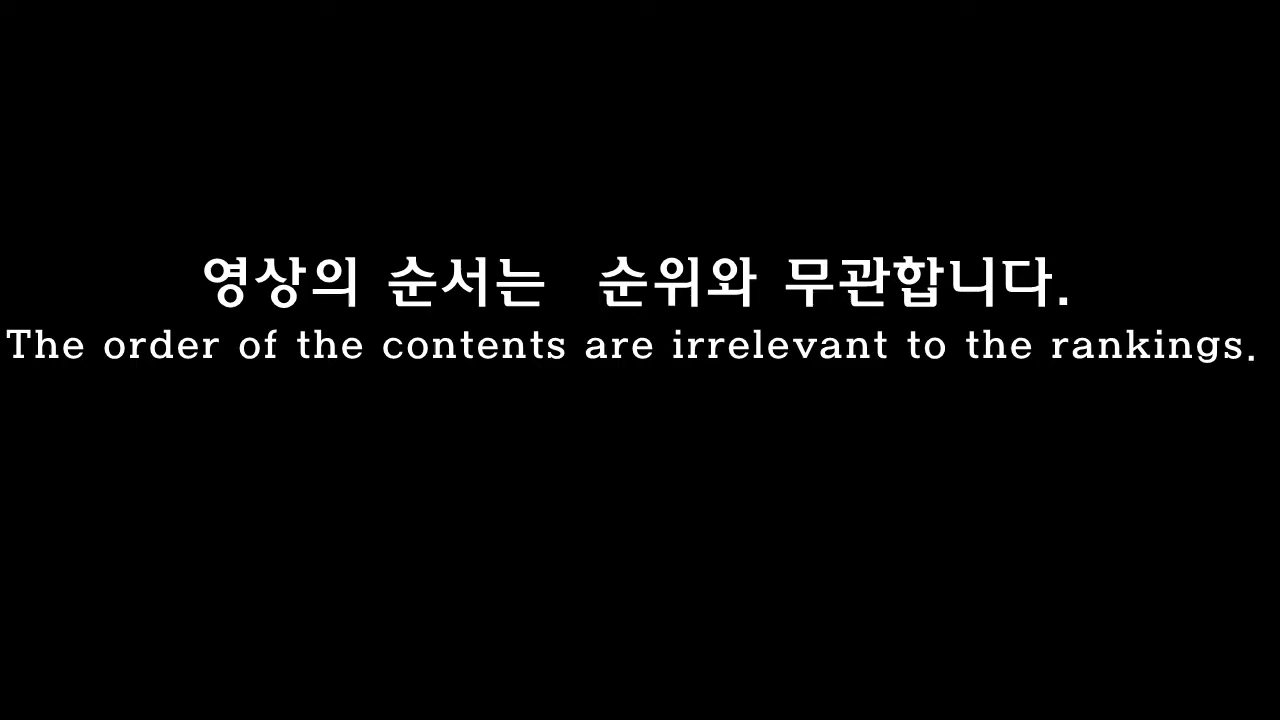 영상의 순서는 순위와 무관합니다.
The order of the contents are irrelevant to the rankings.